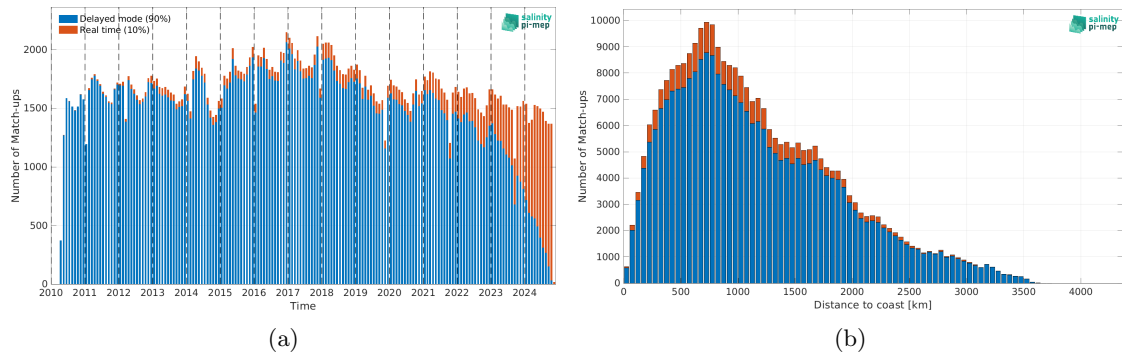 Delayed mode (90%)
Real time (10%)
salinity
pi-mep
Number of Match-ups
2000
1500
1000
500
0
2010 2011 2012 2013 2014 2015 2016 2017 2018 2019 2020 2021 2022 2023 2024
Time
(a)
salinity
pi-mep
Number of Match-ups
10000
9000
8000
7000
6000
5000
4000
3000
2000
1000
0
0 500 1000 1500 2000 2500 3000 3500 4000
Distance to coast [km]
(b)